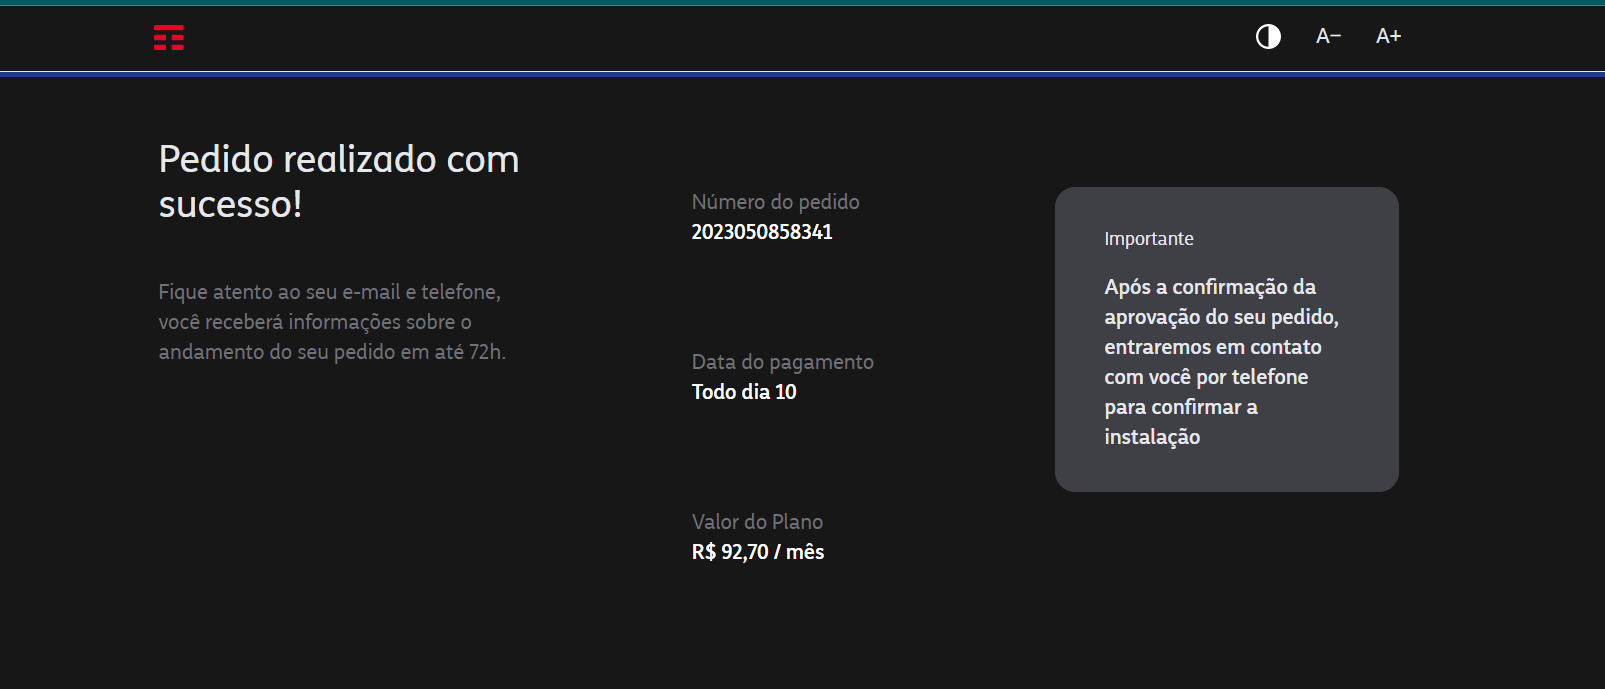 A−
A+
Pedido realizado com
sucesso!
Fique atento ao seu e-mail e telefone,
você receberá informações sobre o
andamento do seu pedido em até 72h.
Número do pedido
2023050858341
Data do pagamento
Todo dia 10
Valor do Plano
R$ 92,70 / mês
Importante
Após a confirmação da
aprovação do seu pedido,
entraremos em contato
com você por telefone
para confirmar a
instalação